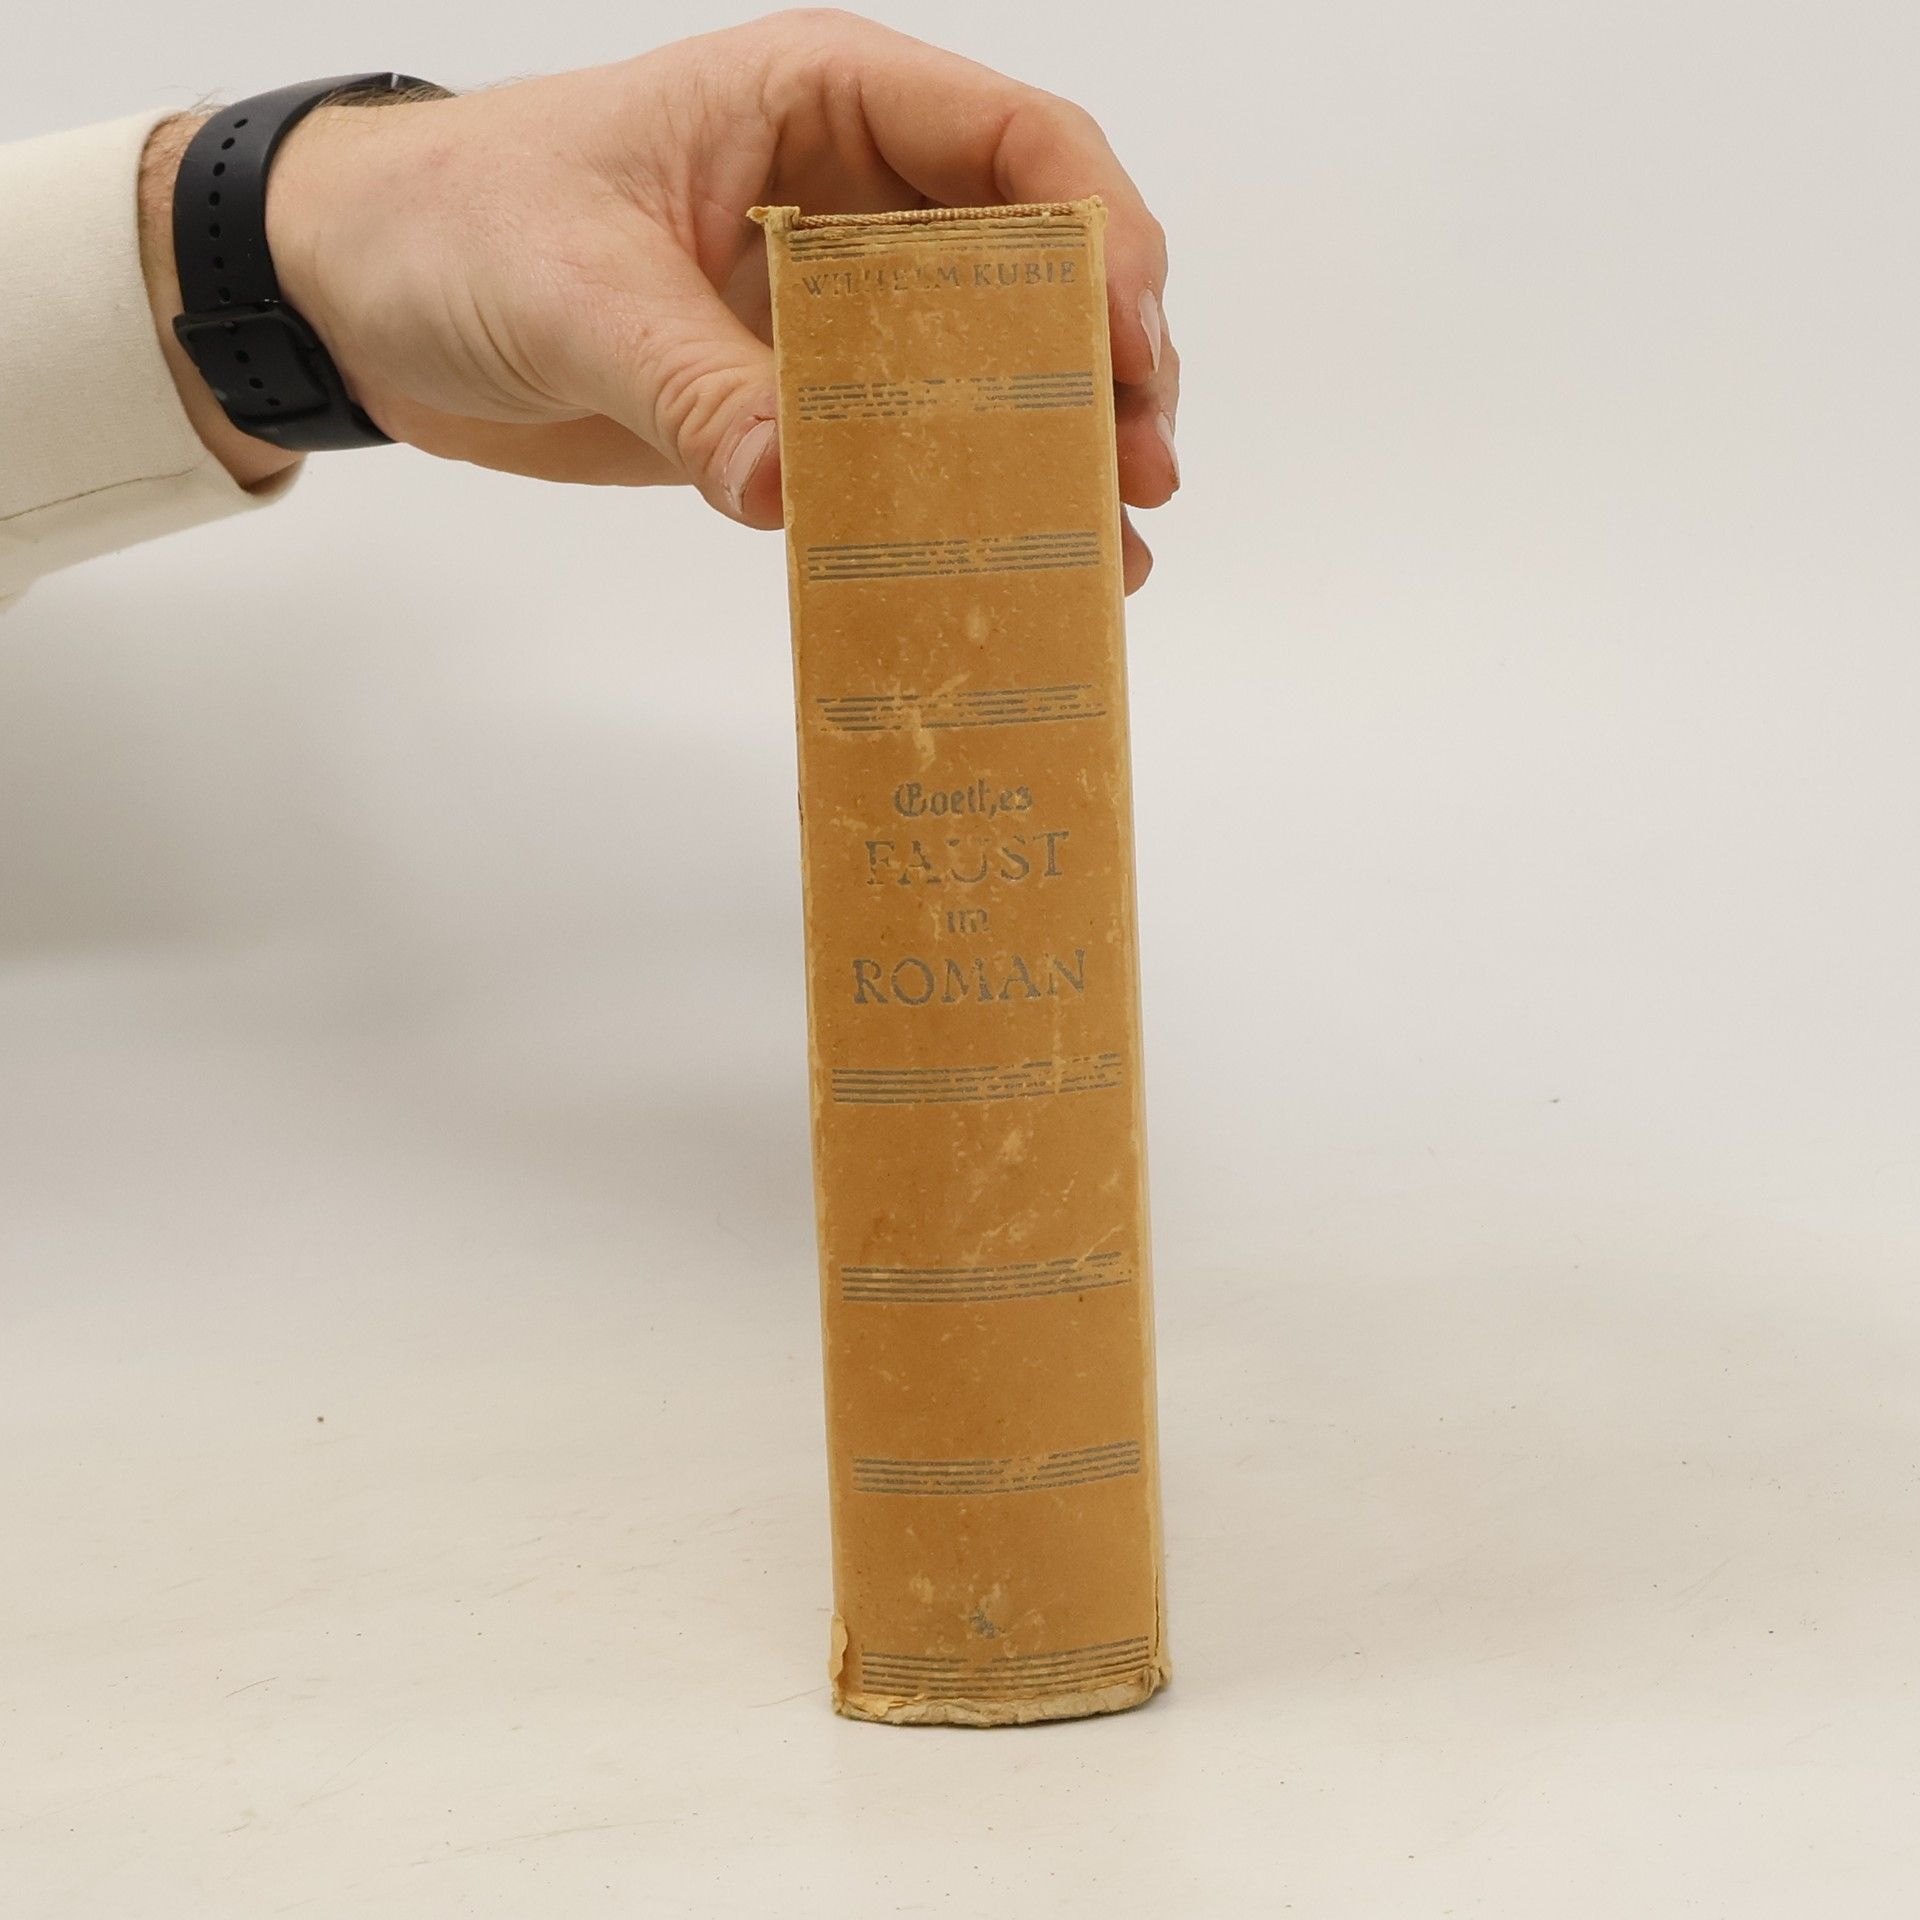 WILHELM KUBIE
Goethes
FAUST
im
ROMAN